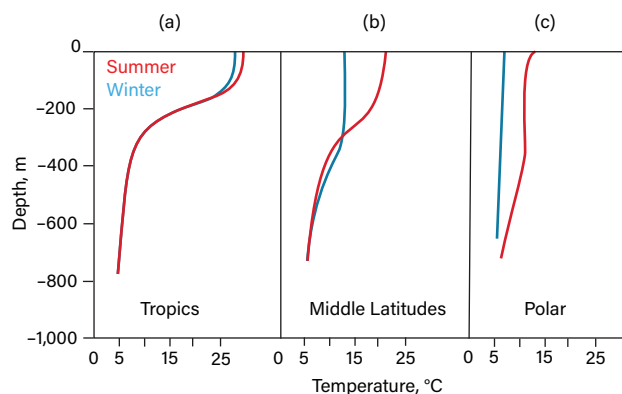 (a) (b) (c)
0
Summer
Winter
−200
−400
−600
−800
−1,000
Depth, m
Tropics Middle Latitudes Polar
0 5 15 25 0 5 15 25 0 5 15 25
Temperature, °C